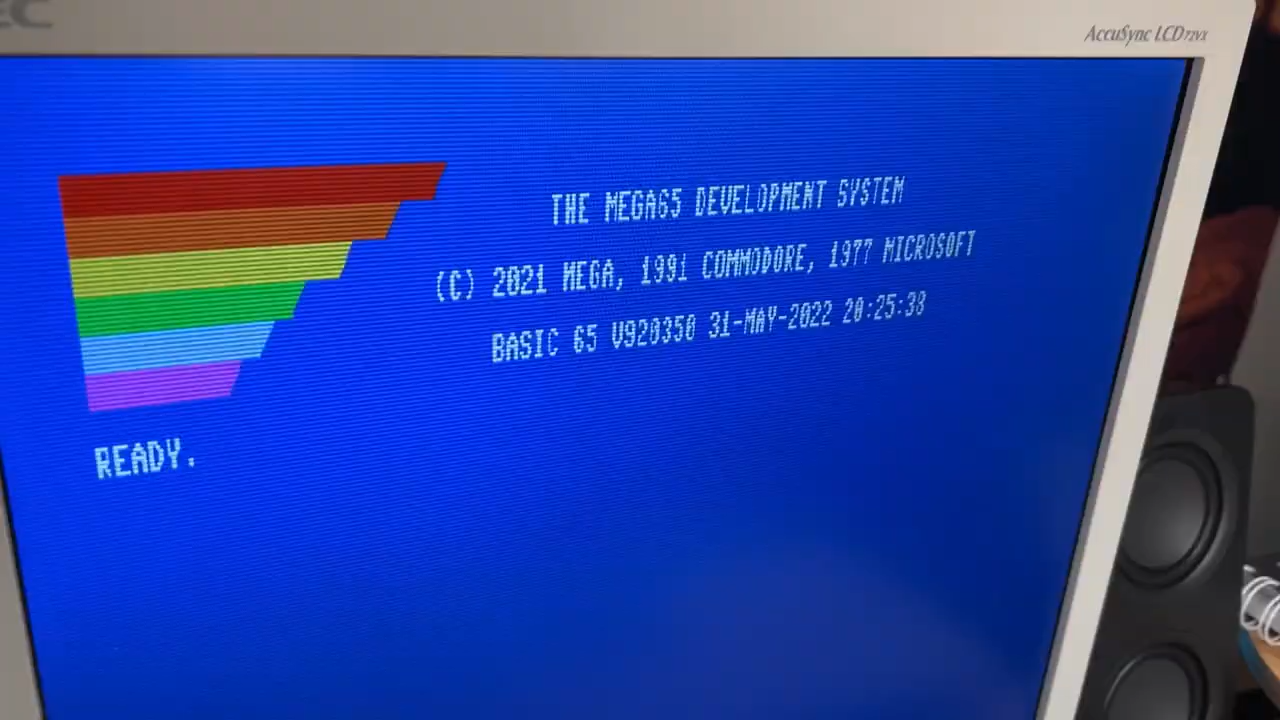 EC
AccuSync LCD72VX
THE MEGA65 DEVELOPMENT SYSTEM
(C) 2021 MEGA, 1991 COMMODORE, 1977 MICROSOFT
BASIC 65 V920350 31-MAY-2022 20:25:38
READY.